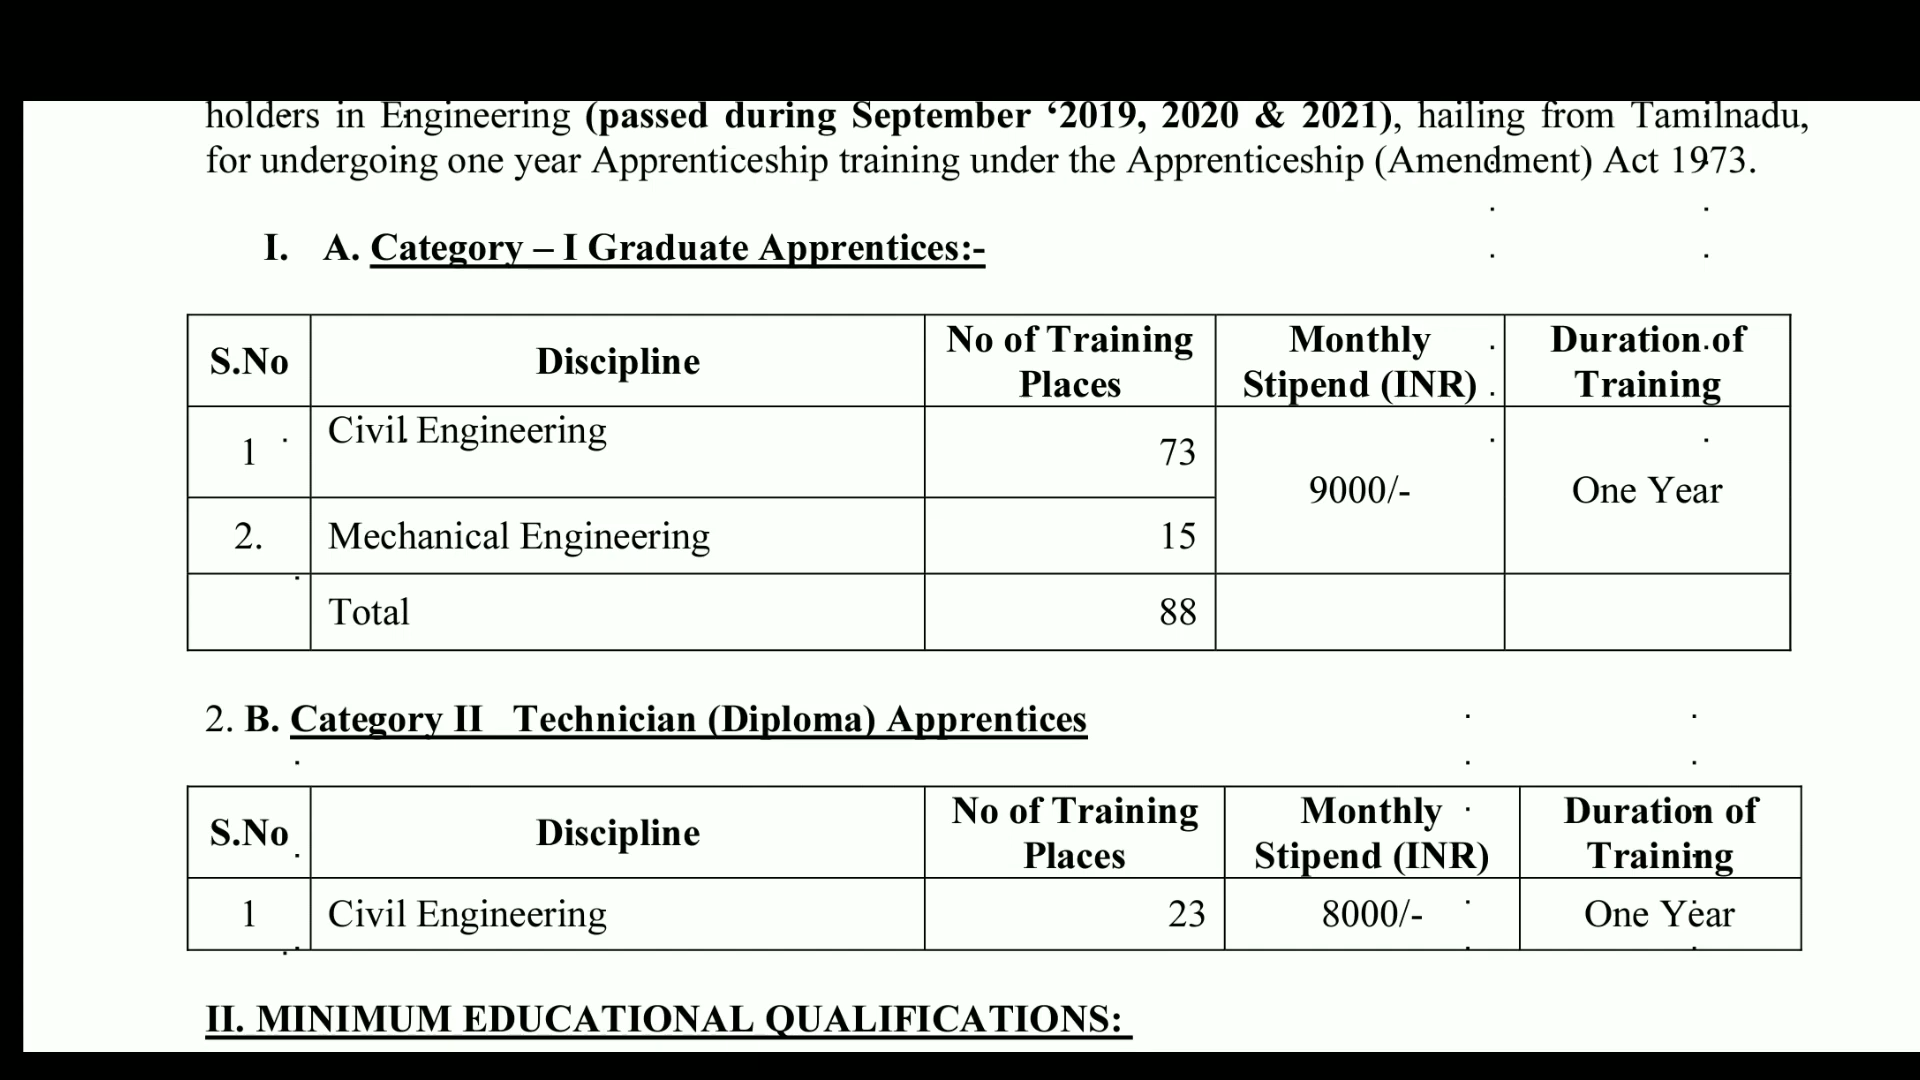 holders in Engineering (passed during September ‘2019, 2020 & 2021), hailing from Tamilnadu,
for undergoing one year Apprenticeship training under the Apprenticeship (Amendment) Act 1973.
I. A. Category – I Graduate Apprentices:-
S.No Discipline No of Training Places Monthly Stipend (INR) Duration of Training
1 Civil Engineering 73 9000/- One Year
2. Mechanical Engineering 15
Total 88
2. B. Category II Technician (Diploma) Apprentices
S.No Discipline No of Training Places Monthly Stipend (INR) Duration of Training
1 Civil Engineering 23 8000/- One Year
II. MINIMUM EDUCATIONAL QUALIFICATIONS: